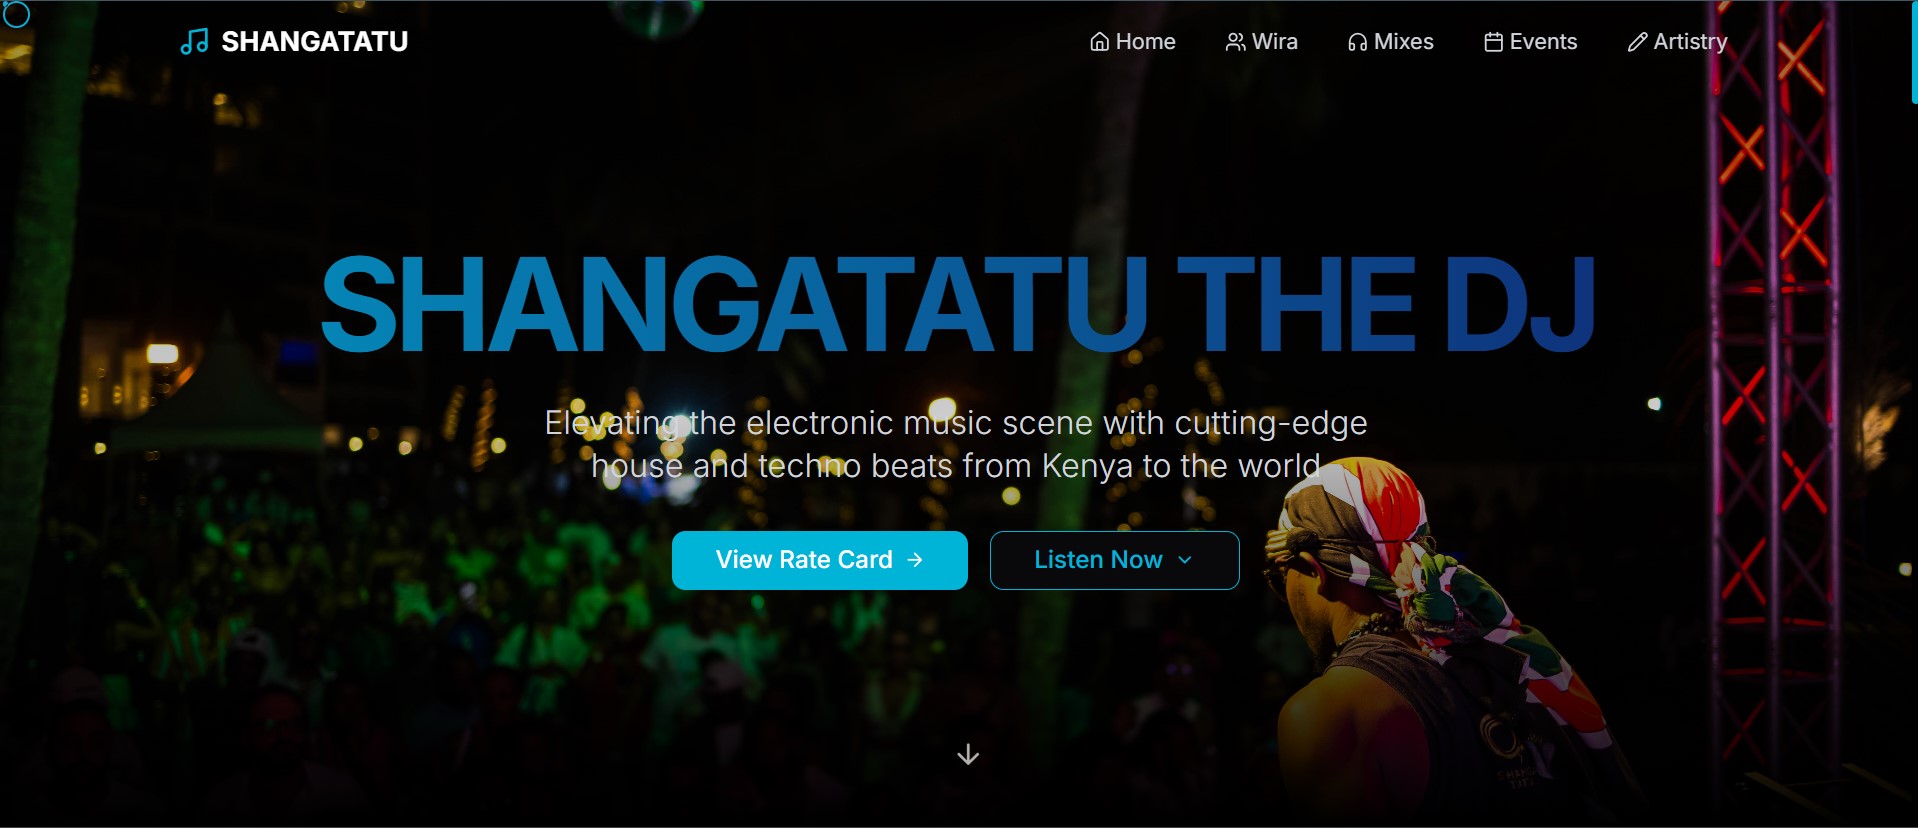 SHANGATATU
Home
Wira
Mixes
Events
Artistry
SHANGATATU THE DJ
Elevating the electronic music scene with cutting-edge
house and techno beats from Kenya to the world
View Rate Card
Listen Now